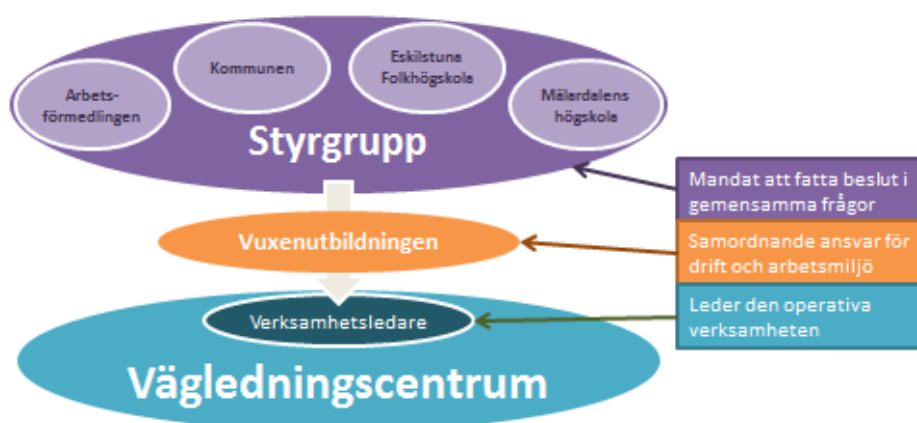 Arbets-
förmedlingen
Kommunen
Eskilstuna
Folkhögskola
Mälardalens
högskola
Styrgrupp
Mandat att fatta beslut i
gemensamma frågor
Vuxenutbildningen
Samordnande ansvar för
drift och arbetsmiljö
Verksamhetsledare
Leder den operativa
verksamheten
Vägledningscentrum